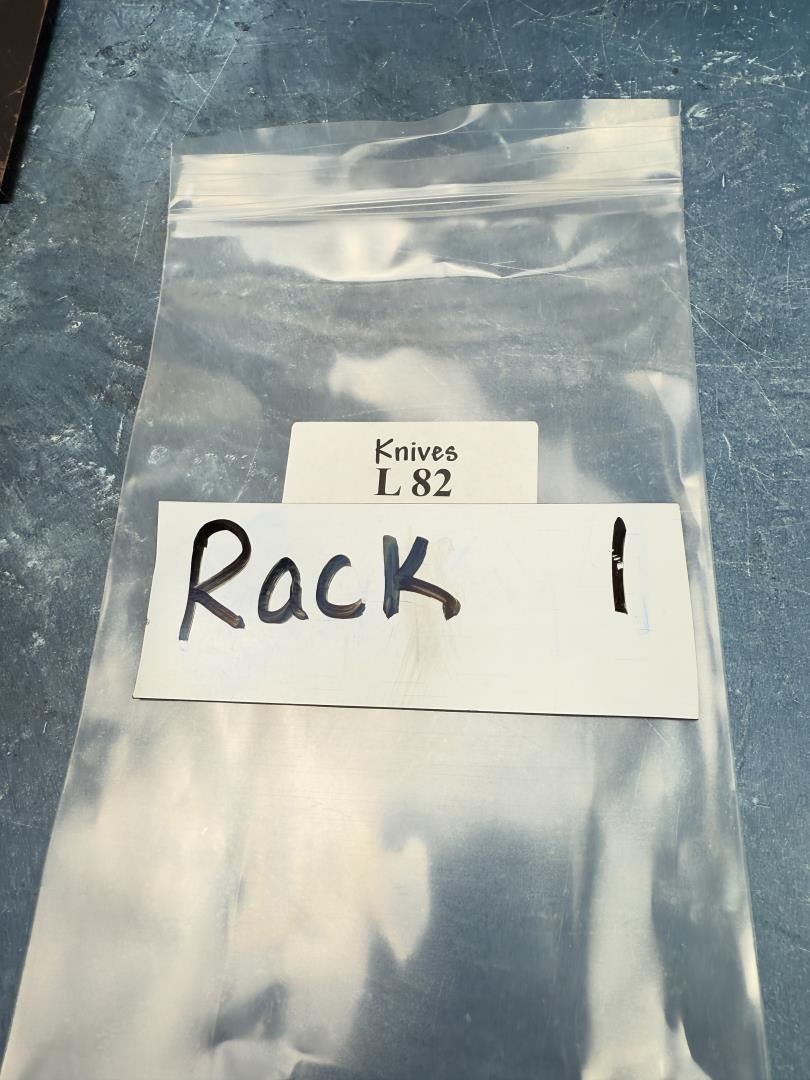 Knives
L 82
Rack 1